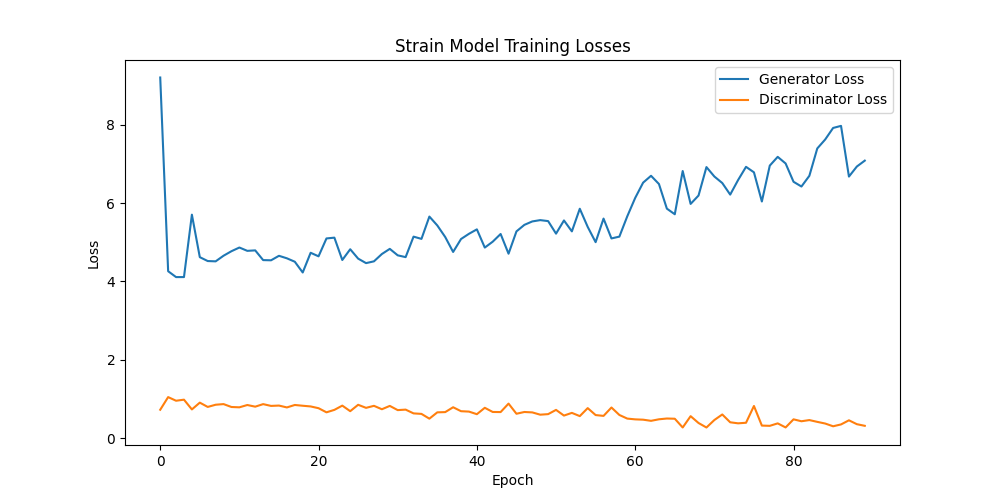 Strain Model Training Losses
Generator Loss
Discriminator Loss
8
6
4
2
0
Loss
0 20 40 60 80
Epoch